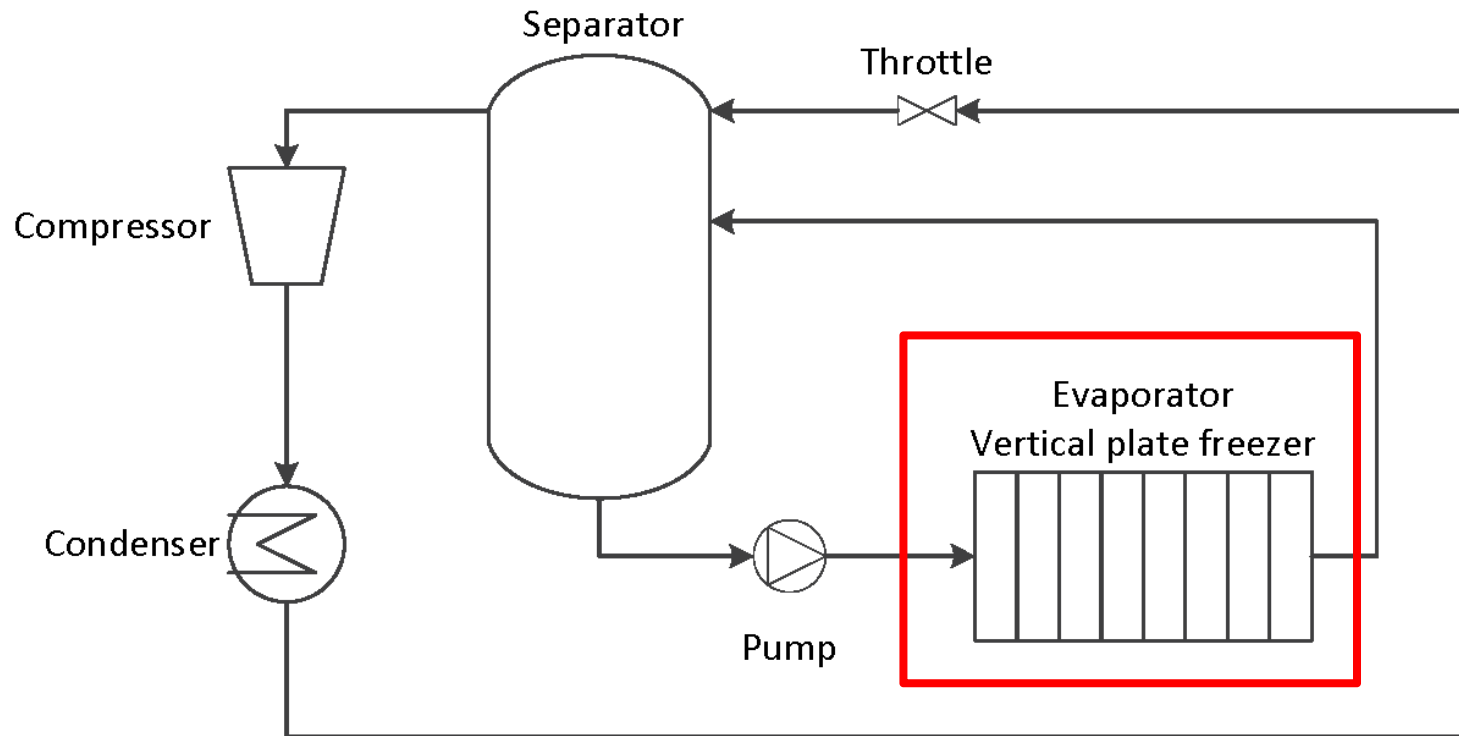 Separator
Throttle
Compressor
Evaporator
Vertical plate freezer
Condenser
Pump